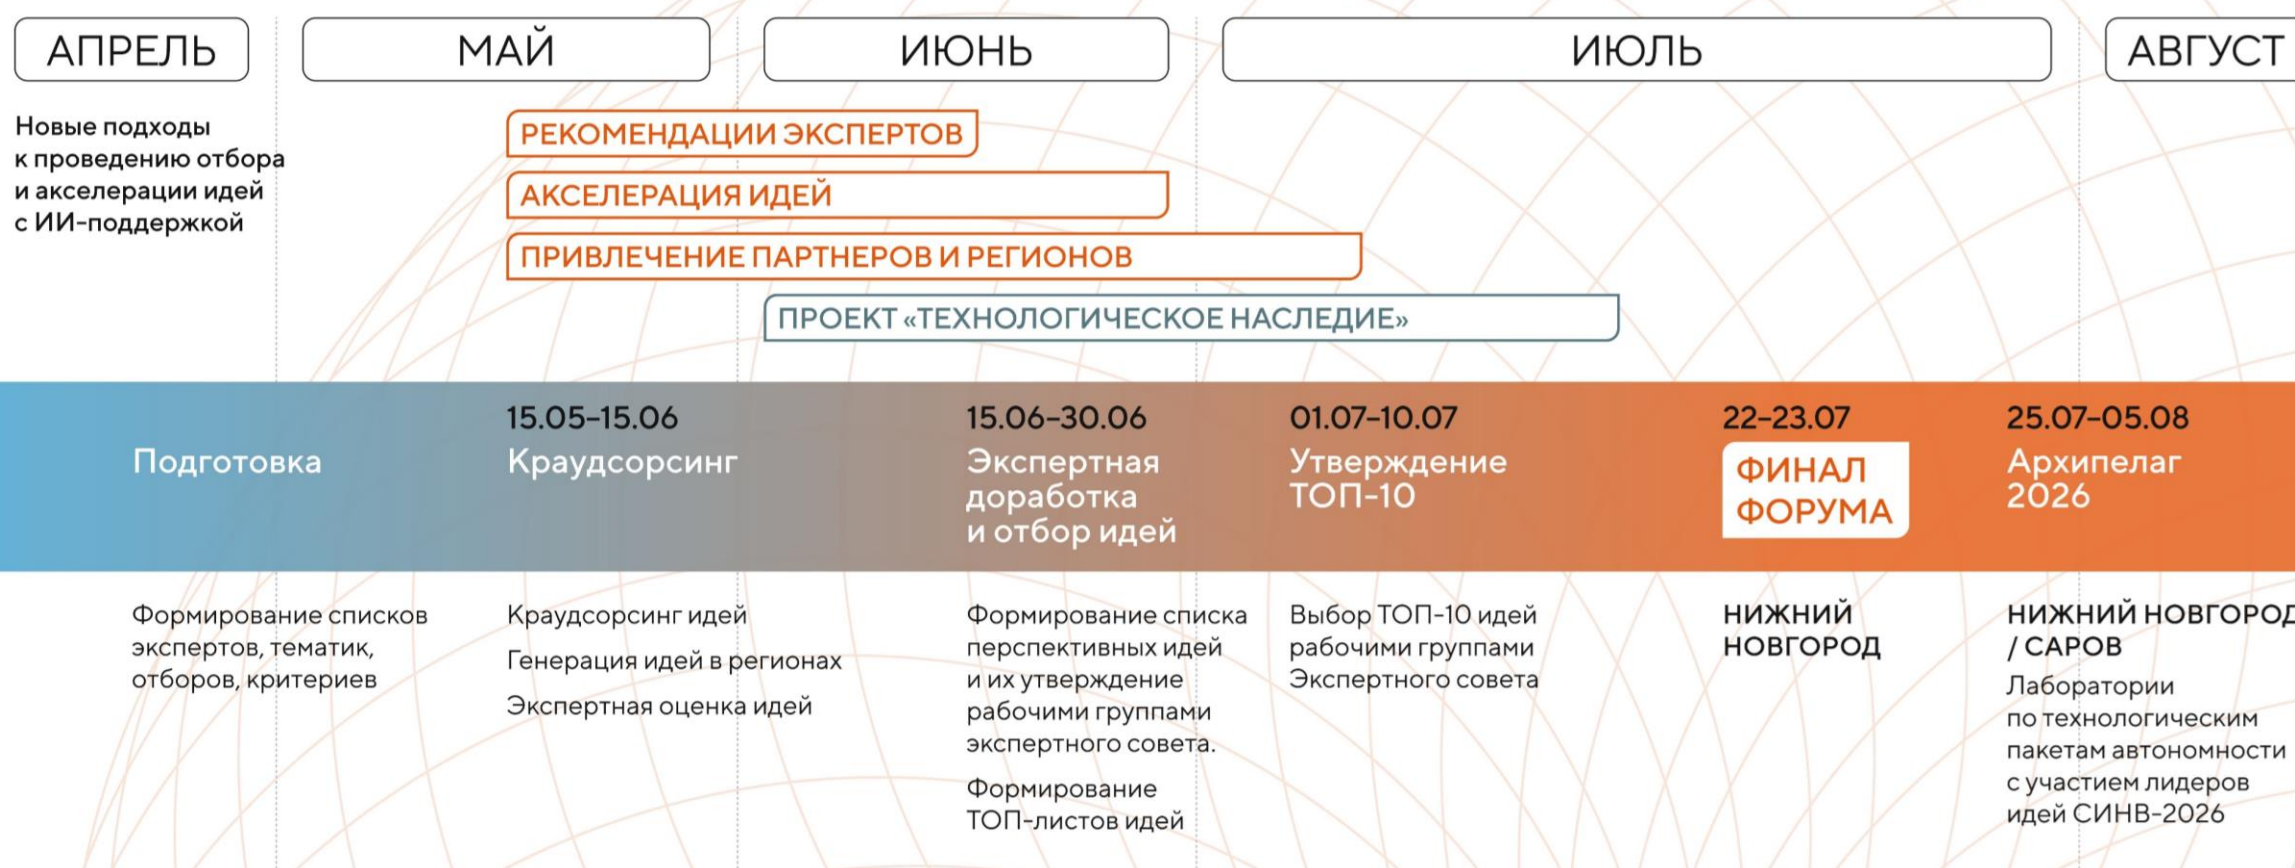 АПРЕЛЬ
МАЙ
ИЮНЬ
ИЮЛЬ
АВГУСТ
Новые подходы
к проведению отбора
и акселерации идей
с ИИ-поддержкой
РЕКОМЕНДАЦИИ ЭКСПЕРТОВ
АКСЕЛЕРАЦИЯ ИДЕЙ
ПРИВЛЕЧЕНИЕ ПАРТНЕРОВ И РЕГИОНОВ
ПРОЕКТ «ТЕХНОЛОГИЧЕСКОЕ НАСЛЕДИЕ»
Подготовка
15.05–15.06
Краудсорсинг
15.06–30.06
Экспертная
доработка
и отбор идей
01.07–10.07
Утверждение
ТОП-10
22–23.07
ФИНАЛ
ФОРУМА
25.07–05.08
Архипелаг
2026
Формирование списков
экспертов, тематик,
отборов, критериев
Краудсорсинг идей
Генерация идей в регионах
Экспертная оценка идей
Формирование списка
перспективных идей
и их утверждение
рабочими группами
экспертного совета.
Формирование
ТОП-листов идей
Выбор ТОП-10 идей
рабочими группами
Экспертного совета
НИЖНИЙ
НОВГОРОД
НИЖНИЙ НОВГОРОД
/ САРОВ
Лаборатории
по технологическим
пакетам автономности
с участием лидеров
идей СИНВ-2026